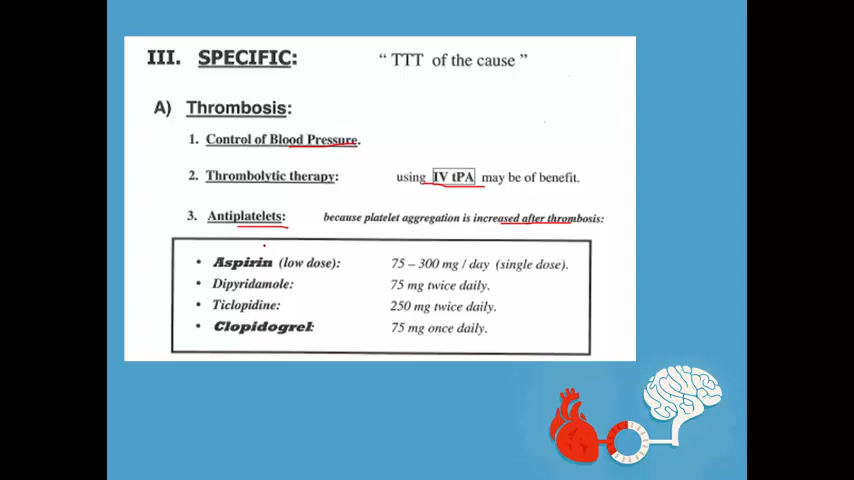 III. SPECIFIC: “ TTT of the cause ”
A) Thrombosis:
1. Control of Blood Pressure.
2. Thrombolytic therapy: using IV tPA may be of benefit.
3. Antiplatelets: because platelet aggregation is increased after thrombosis:
• Aspirin (low dose): 75 – 300 mg / day (single dose).
• Dipyridamole: 75 mg twice daily.
• Ticlopidine: 250 mg twice daily.
• Clopidogrel: 75 mg once daily.